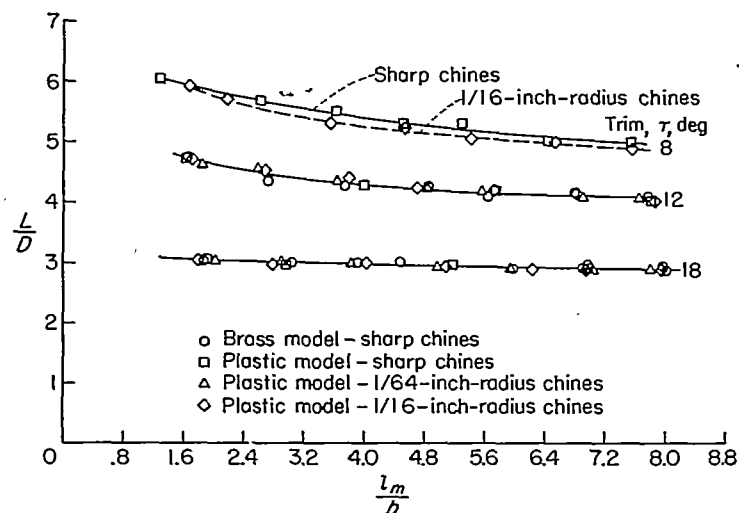 7
6
5
4
3
2
1
0
L
D
Sharp chines
1/16-inch-radius chines
Trim, τ, deg
8
12
18
Brass model - sharp chines
Plastic model - sharp chines
Plastic model - 1/64-inch-radius chines
Plastic model - 1/16-inch-radius chines
.8 1.6 2.4 3.2 4.0 4.8 5.6 6.4 7.2 8.0 8.8
l_m
b